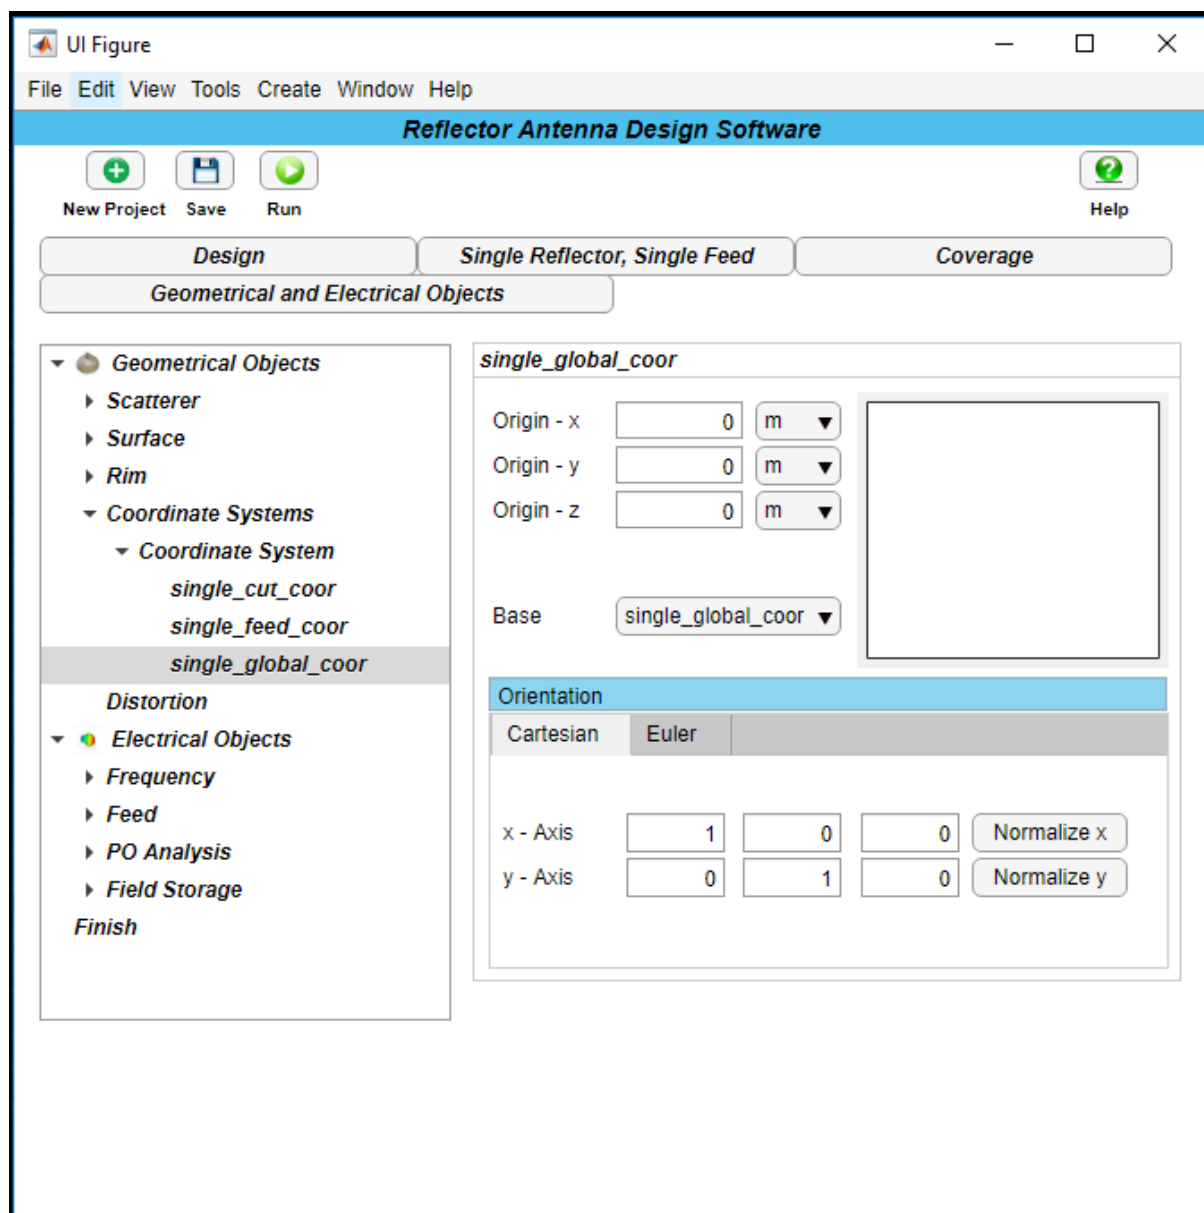 UI Figure
File Edit View Tools Create Window Help
Reflector Antenna Design Software
New Project Save Run Help
Design Single Reflector, Single Feed Coverage
Geometrical and Electrical Objects
Geometrical Objects
Scatterer
Surface
Rim
Coordinate Systems
Coordinate System
single_cut_coor
single_feed_coor
single_global_coor
Distortion
Electrical Objects
Frequency
Feed
PO Analysis
Field Storage
Finish
single_global_coor
Origin - x 0 m
Origin - y 0 m
Origin - z 0 m
Base single_global_coor
Orientation
Cartesian Euler
x - Axis 1 0 0 Normalize x
y - Axis 0 1 0 Normalize y